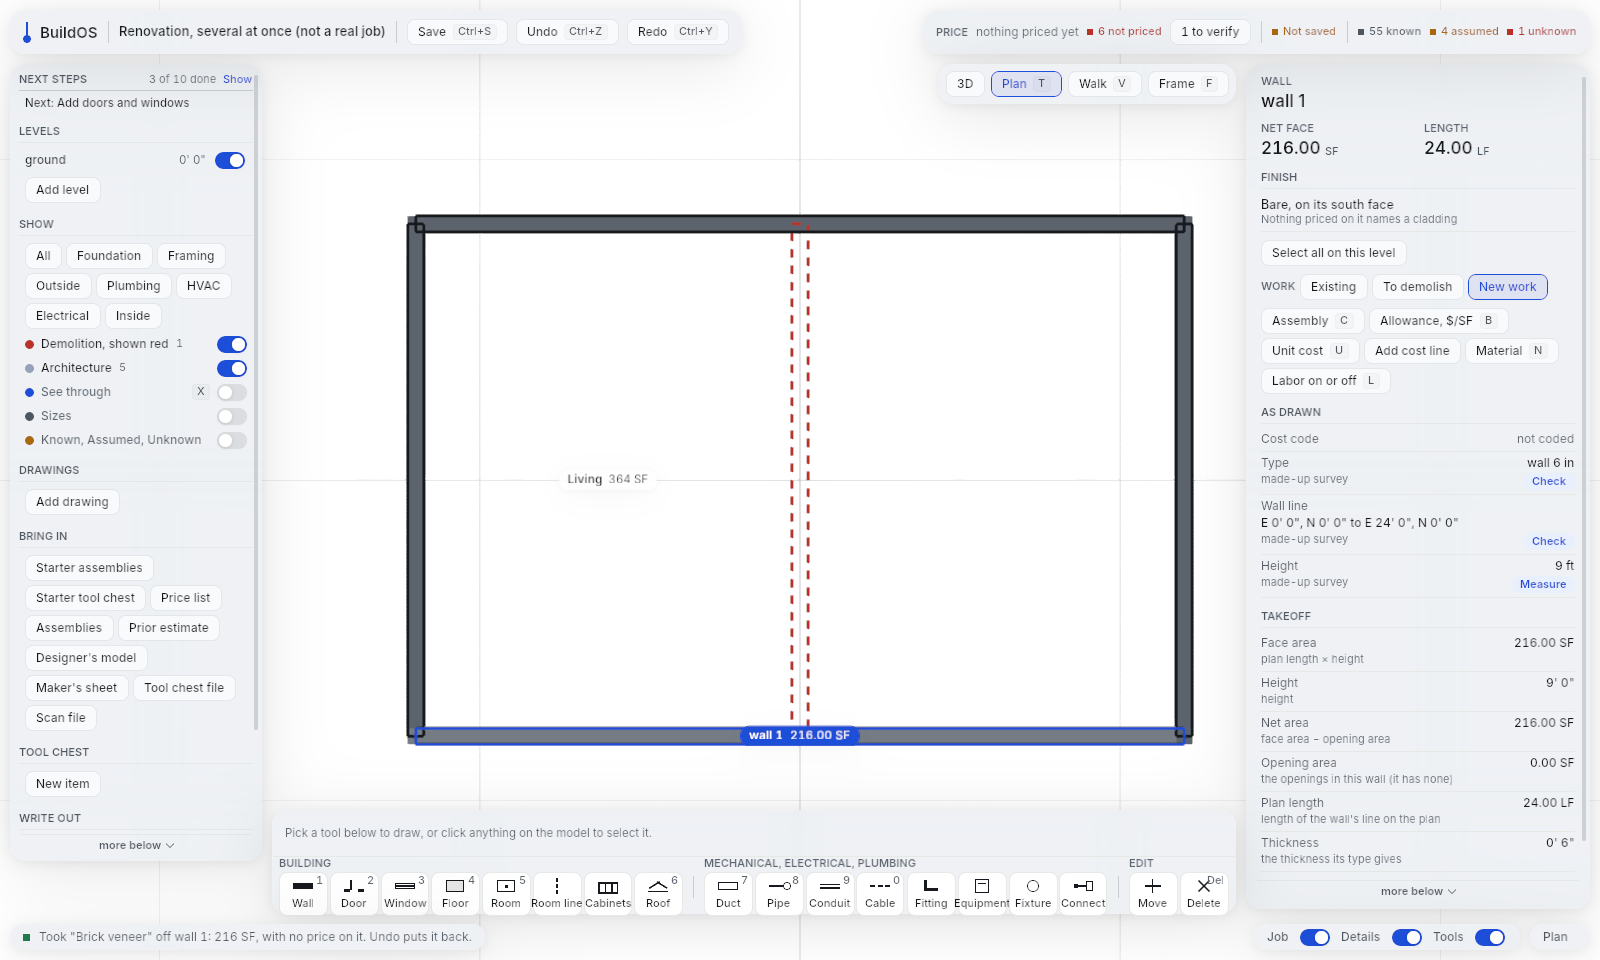 BuildOS
Renovation, several at once (not a real job)
Save Ctrl+S
Undo Ctrl+Z
Redo Ctrl+Y
PRICE nothing priced yet
6 not priced
1 to verify
Not saved
55 known
4 assumed
1 unknown
3D
Plan T
Walk V
Frame F
NEXT STEPS 3 of 10 done Show
Next: Add doors and windows
LEVELS
ground 0' 0"
Add level
SHOW
All Foundation Framing
Outside Plumbing HVAC
Electrical Inside
Demolition, shown red 1
Architecture 5
See through X
Sizes
Known, Assumed, Unknown
DRAWINGS
Add drawing
BRING IN
Starter assemblies
Starter tool chest Price list
Assemblies Prior estimate
Designer's model
Maker's sheet Tool chest file
Scan file
TOOL CHEST
New item
WRITE OUT
more below
Living 364 SF
wall 1 216.00 SF
WALL
wall 1
NET FACE LENGTH
216.00 SF 24.00 LF
FINISH
Bare, on its south face
Nothing priced on it names a cladding
Select all on this level
WORK Existing To demolish New work
Assembly C Allowance, $/SF B
Unit cost U Add cost line Material N
Labor on or off L
AS DRAWN
Cost code not coded
Type wall 6 in
made-up survey Check
Wall line
E 0' 0", N 0' 0" to E 24' 0", N 0' 0"
made-up survey Check
Height 9 ft
made-up survey Measure
TAKEOFF
Face area 216.00 SF
plan length × height
Height 9' 0"
height
Net area 216.00 SF
face area − opening area
Opening area 0.00 SF
the openings in this wall (it has none)
Plan length 24.00 LF
length of the wall's line on the plan
Thickness 0' 6"
the thickness its type gives
more below
Pick a tool below to draw, or click anything on the model to select it.
BUILDING MECHANICAL, ELECTRICAL, PLUMBING EDIT
1 2 3 4 5 6 7 8 9 0 Del
Wall Door Window Floor Room Room line Cabinets Roof Duct Pipe Conduit Cable Fitting Equipment Fixture Connect Move Delete
Took "Brick veneer" off wall 1: 216 SF, with no price on it. Undo puts it back.
Job Details Tools Plan